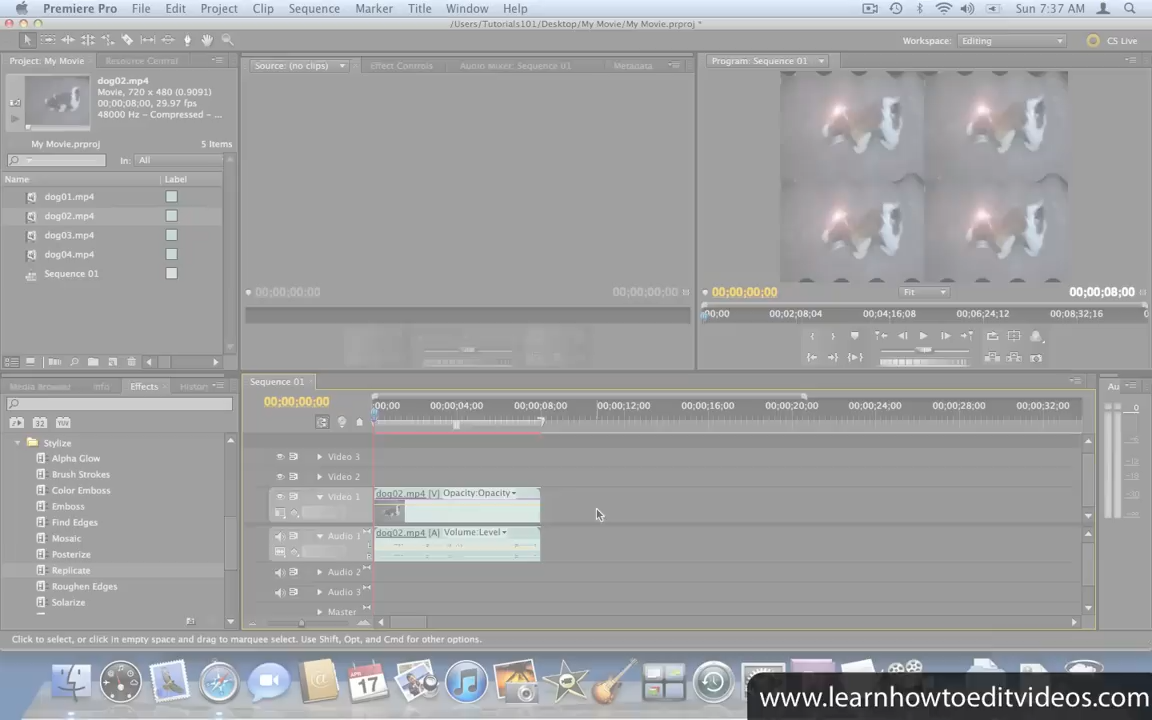 Premiere Pro File Edit Project Clip Sequence Marker Title Window Help Sun 7:37 AM
/Users/Tutorials101/Desktop/My Movie/My Movie.prproj *
Workspace: Editing CS Live
Project: My Movie Resource Central
Source: (no clips) Effect Controls Audio Mixer: Sequence 01 Metadata
Program: Sequence 01
dog02.mp4
Movie, 720 x 480 (0.9091)
00;00;08;00, 29.97 fps
48000 Hz – Compressed – ...
My Movie.prproj 5 Items
In: All
Name Label
dog01.mp4
dog02.mp4
dog03.mp4
dog04.mp4
Sequence 01
00;00;00;00 00;00;00;00
00;00;00;00 Fit 00;00;08;00
00;00 00;02;08;04 00;04;16;08 00;06;24;12 00;08;32;16 0
Media Browser Info Effects History
Sequence 01
Au
00;00;00;00
:00;00 00;00;04;00 00;00;08;00 00;00;12;00 00;00;16;00 00;00;20;00 00;00;24;00 00;00;28;00 00;00;32;00
32 YUV
Stylize
Alpha Glow
Brush Strokes
Color Emboss
Emboss
Find Edges
Mosaic
Posterize
Replicate
Roughen Edges
Solarize
Video 3
Video 2
Video 1 dog02.mp4 [V] Opacity:Opacity
Audio 1 dog02.mp4 [A] Volume:Level
Audio 2
Audio 3
Master
Click to select, or click in empty space and drag to marquee select. Use Shift, Opt, and Cmd for other options.
APR
17
www.learnhowtoeditvideos.com